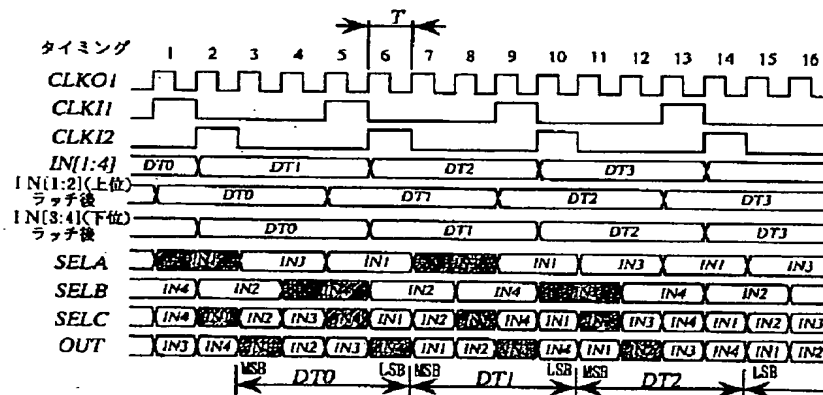 T
タイミング 1 2 3 4 5 6 7 8 9 10 11 12 13 14 15 16
CLKO1
CLKI1
CLKI2
IN[1:4] DT0 DT1 DT2 DT3
IN[1:2](上位)ラッチ後 DT0 DT1 DT2 DT3
IN[3:4](下位)ラッチ後 DT0 DT1 DT2 DT3
SELA IN3 IN1 IN1 IN3 IN1 IN3
SELB IN4 IN2 IN2 IN4 IN4 IN2
SELC IN4 IN2 IN3 IN1 IN2 IN4 IN1 IN3 IN4 IN1 IN2 IN3
OUT IN3 IN4 IN2 IN3 IN1 IN2 IN4 IN1 IN3 IN4 IN1 IN2
MSB DT0 LSB MSB DT1 LSB MSB DT2 LSB